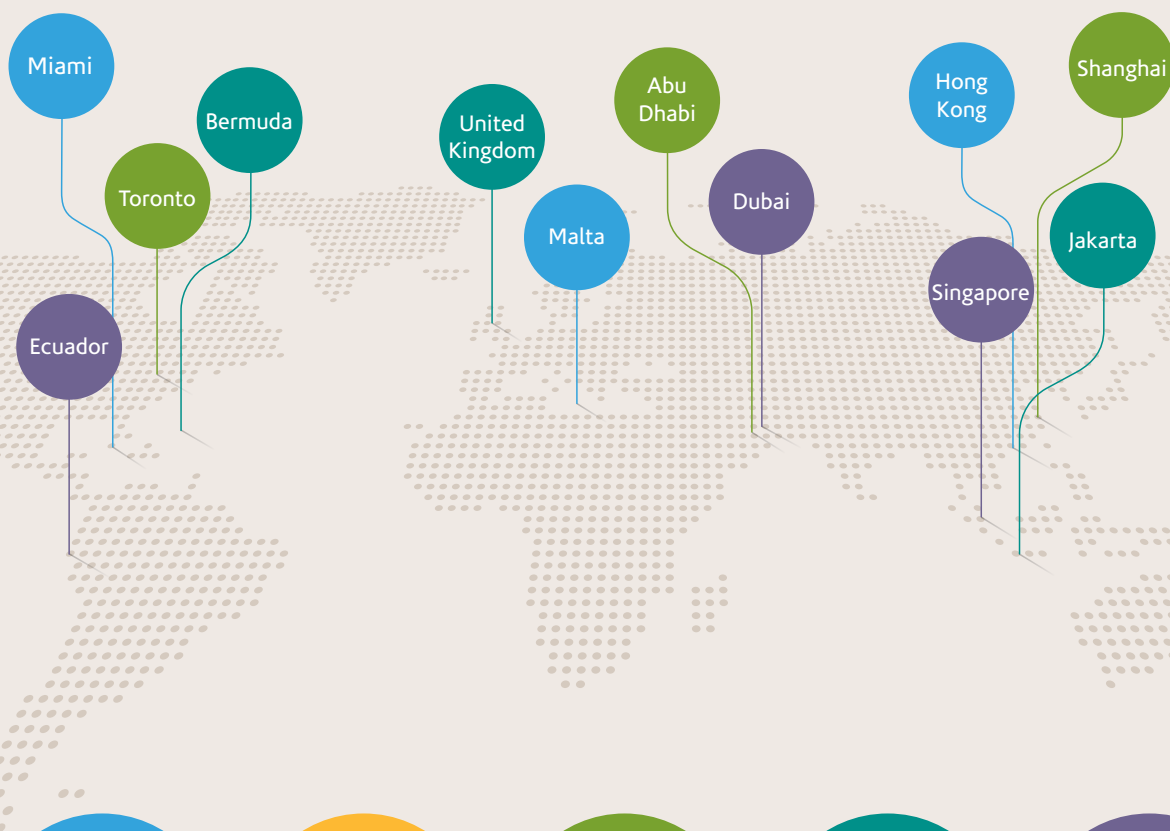 Miami
Bermuda
Toronto
Ecuador
United
Kingdom
Malta
Abu
Dhabi
Dubai
Hong
Kong
Shanghai
Singapore
Jakarta